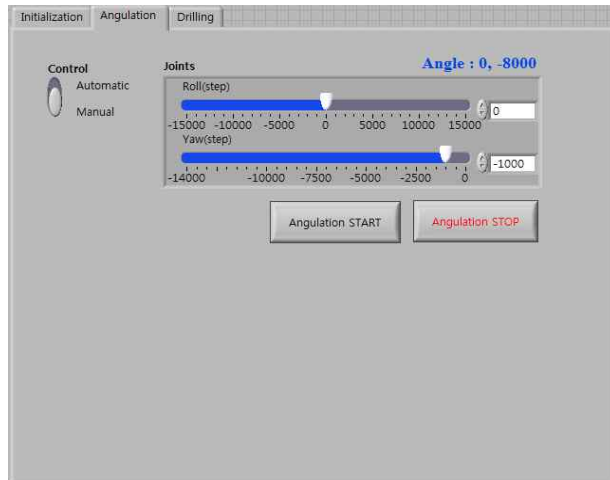 Initialization Angulation Drilling
Control
Automatic
Manual
Joints
Angle : 0, -8000
Roll(step)
0
-15000 -10000 -5000 0 5000 10000 15000
Yaw(step)
-1000
-14000 -10000 -7500 -5000 -2500 0
Angulation START
Angulation STOP